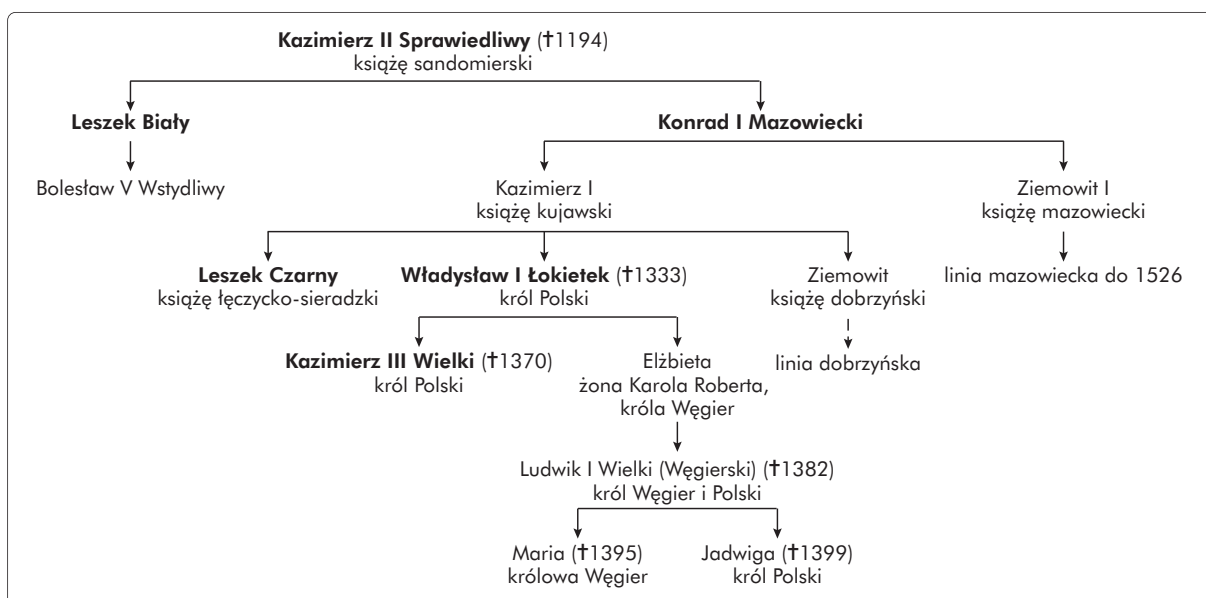 Kazimierz II Sprawiedliwy (✝1194)
książę sandomierski
Leszek Biały
Konrad I Mazowiecki
Bolesław V Wstydliwy
Kazimierz I
książę kujawski
Ziemowit I
książę mazowiecki
Leszek Czarny
książę łęczycko-sieradzki
Władysław I Łokietek (✝1333)
król Polski
Ziemowit
książę dobrzyński
linia mazowiecka do 1526
Kazimierz III Wielki (✝1370)
król Polski
Elżbieta
żona Karola Roberta,
króla Węgier
linia dobrzyńska
Ludwik I Wielki (Węgierski) (✝1382)
król Węgier i Polski
Maria (✝1395)
królowa Węgier
Jadwiga (✝1399)
król Polski